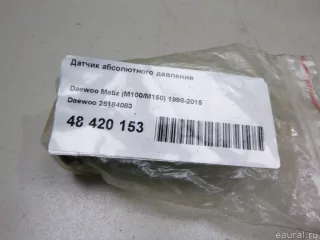 Датчик абсолютного давления
Daewoo Matiz (M100/M150) 1998-2015
Daewoo 25184083
48 420 153
© eaural.ru